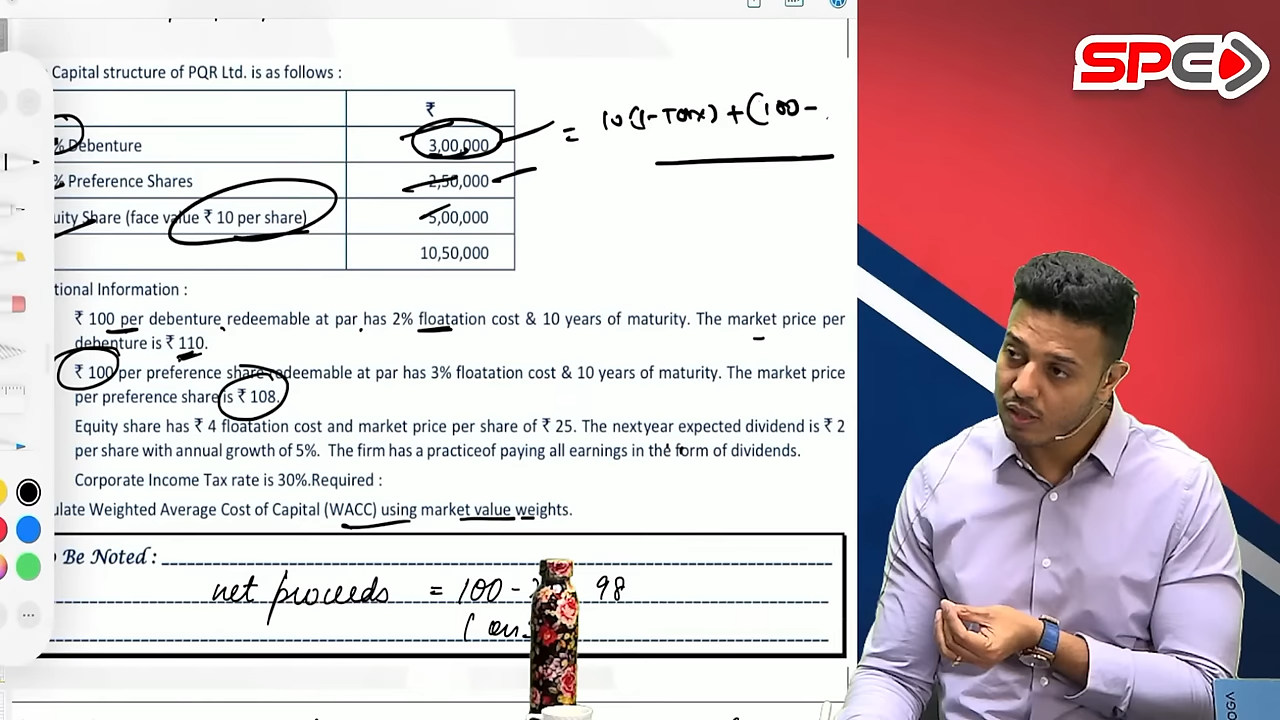 SPC
Capital structure of PQR Ltd. is as follows :
₹
% Debenture 3,00,000
= 10(1-Tax) + (100-
% Preference Shares 2,50,000
uity Share (face value ₹ 10 per share) 5,00,000
10,50,000
tional Information :
₹ 100 per debenture redeemable at par has 2% floatation cost & 10 years of maturity. The market price per
debenture is ₹ 110.
₹ 100 per preference share redeemable at par has 3% floatation cost & 10 years of maturity. The market price
per preference share is ₹ 108.
Equity share has ₹ 4 floatation cost and market price per share of ₹ 25. The nextyear expected dividend is ₹ 2
per share with annual growth of 5%. The firm has a practiceof paying all earnings in the form of dividends.
Corporate Income Tax rate is 30%.Required :
ulate Weighted Average Cost of Capital (WACC) using market value weights.
Be Noted :
net proceeds = 100 - 98